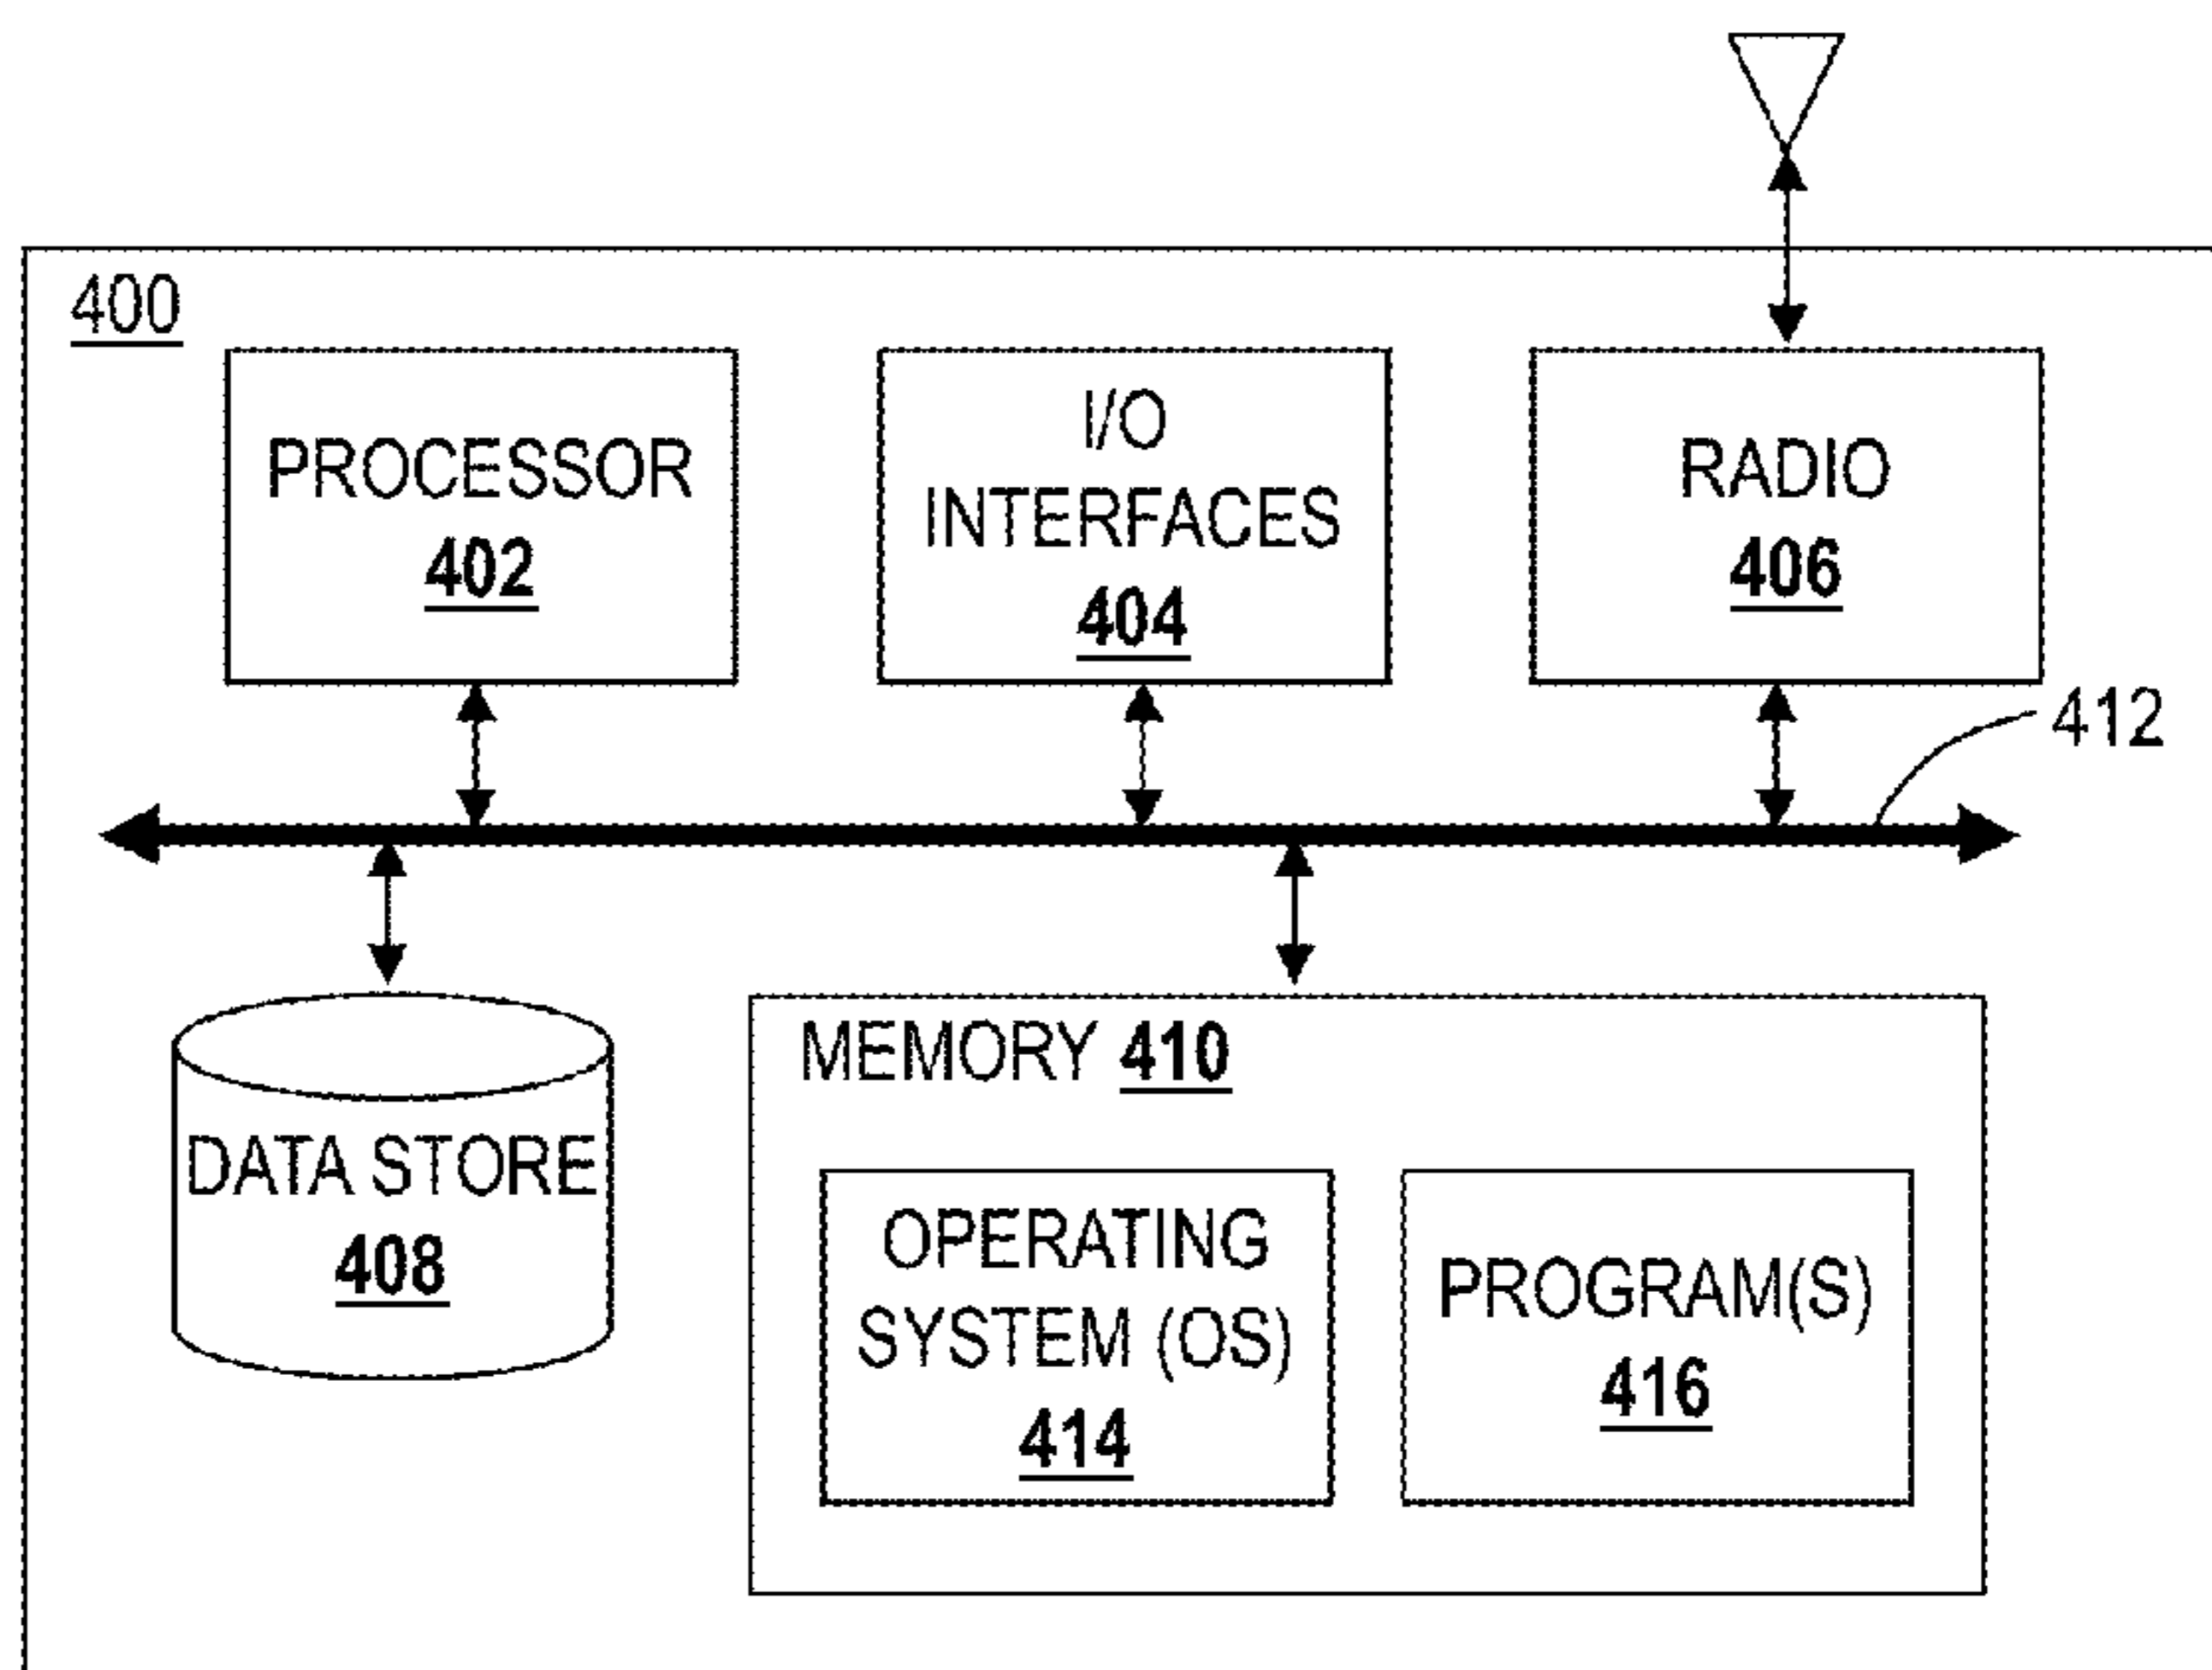 400
PROCESSOR
402
I/O
INTERFACES
404
RADIO
406
412
DATA STORE
408
MEMORY 410
OPERATING
SYSTEM (OS)
414
PROGRAM(S)
416